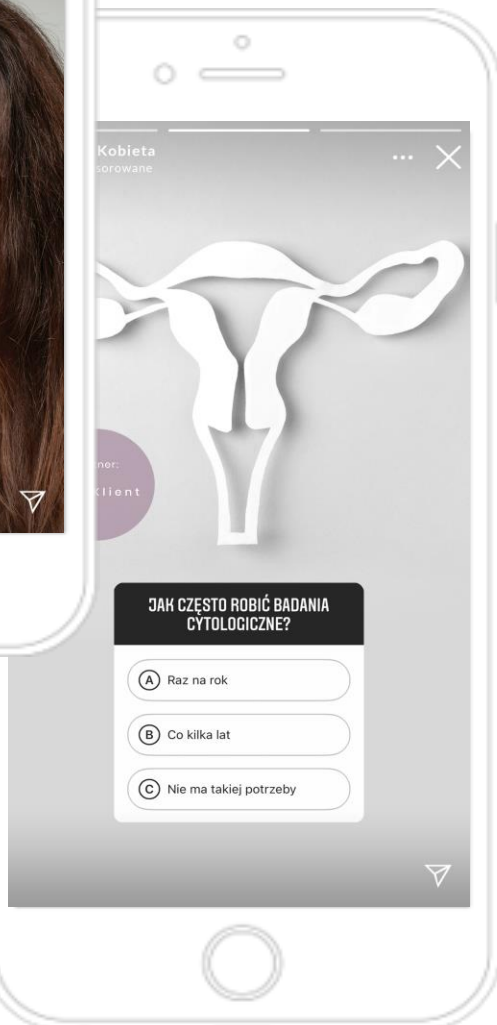 Kobieta
sorowane
ner:
Klient
JAK CZĘSTO ROBIĆ BADANIA
CYTOLOGICZNE?
A Raz na rok
B Co kilka lat
C Nie ma takiej potrzeby